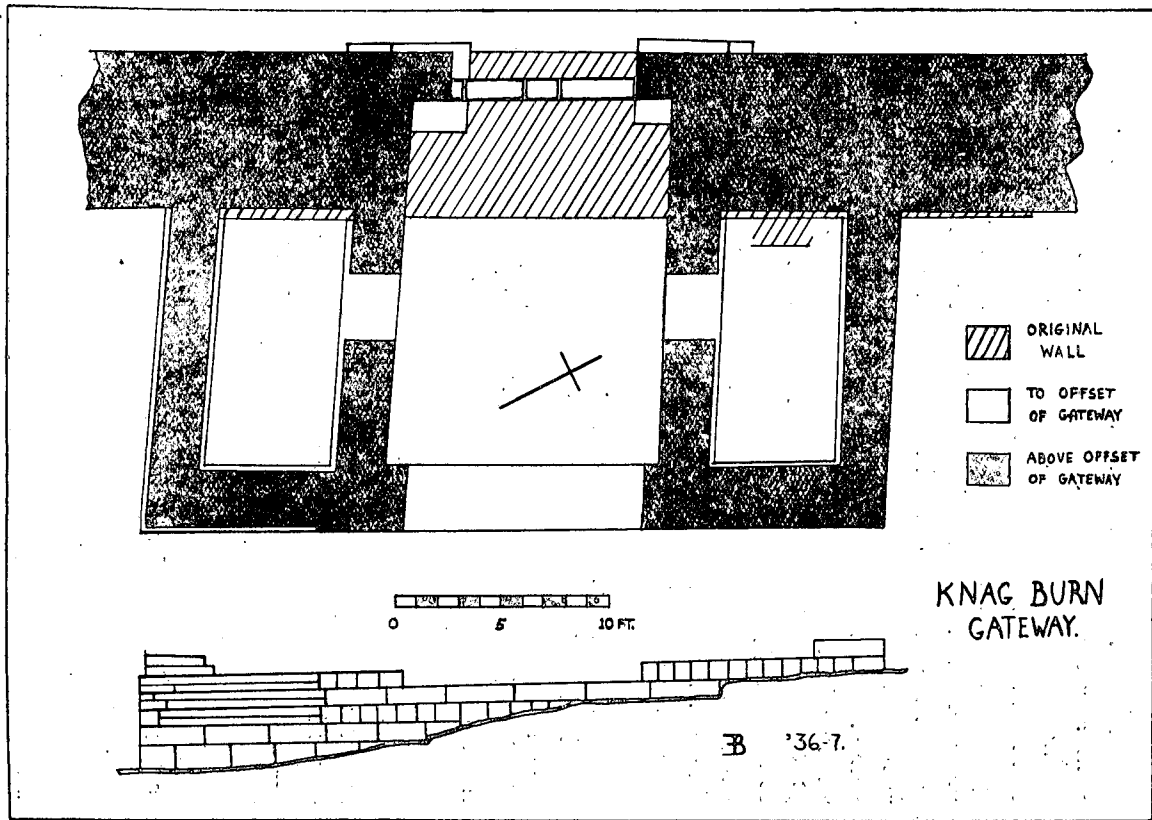 ORIGINAL
WALL
TO OFFSET
OF GATEWAY
ABOVE OFFSET
OF GATEWAY
0 5 10 FT.
KNAG BURN
GATEWAY.
'36-7.